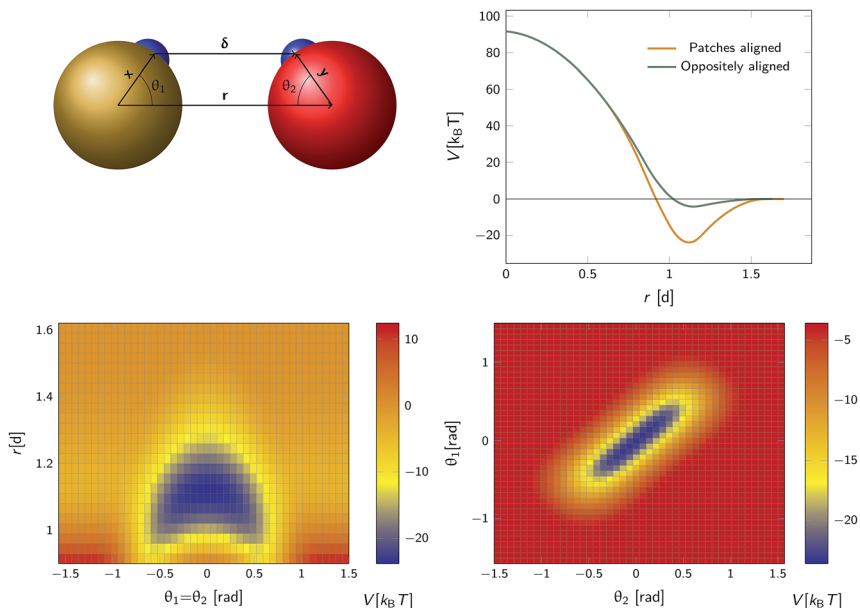 δ
x
y
θ1
θ2
r
100
80
60
40
20
0
−20
V[kBT]
Patches aligned
Oppositely aligned
0
0.5
1
1.5
r [d]
1.6
1.4
1.2
1
r[d]
−1.5
−1
−0.5
0
0.5
1
1.5
θ1=θ2 [rad]
10
0
−10
−20
V[kBT]
1
0
−1
θ1[rad]
−1.5
−1
−0.5
0
0.5
1
1.5
θ2 [rad]
−5
−10
−15
−20
V[kBT]